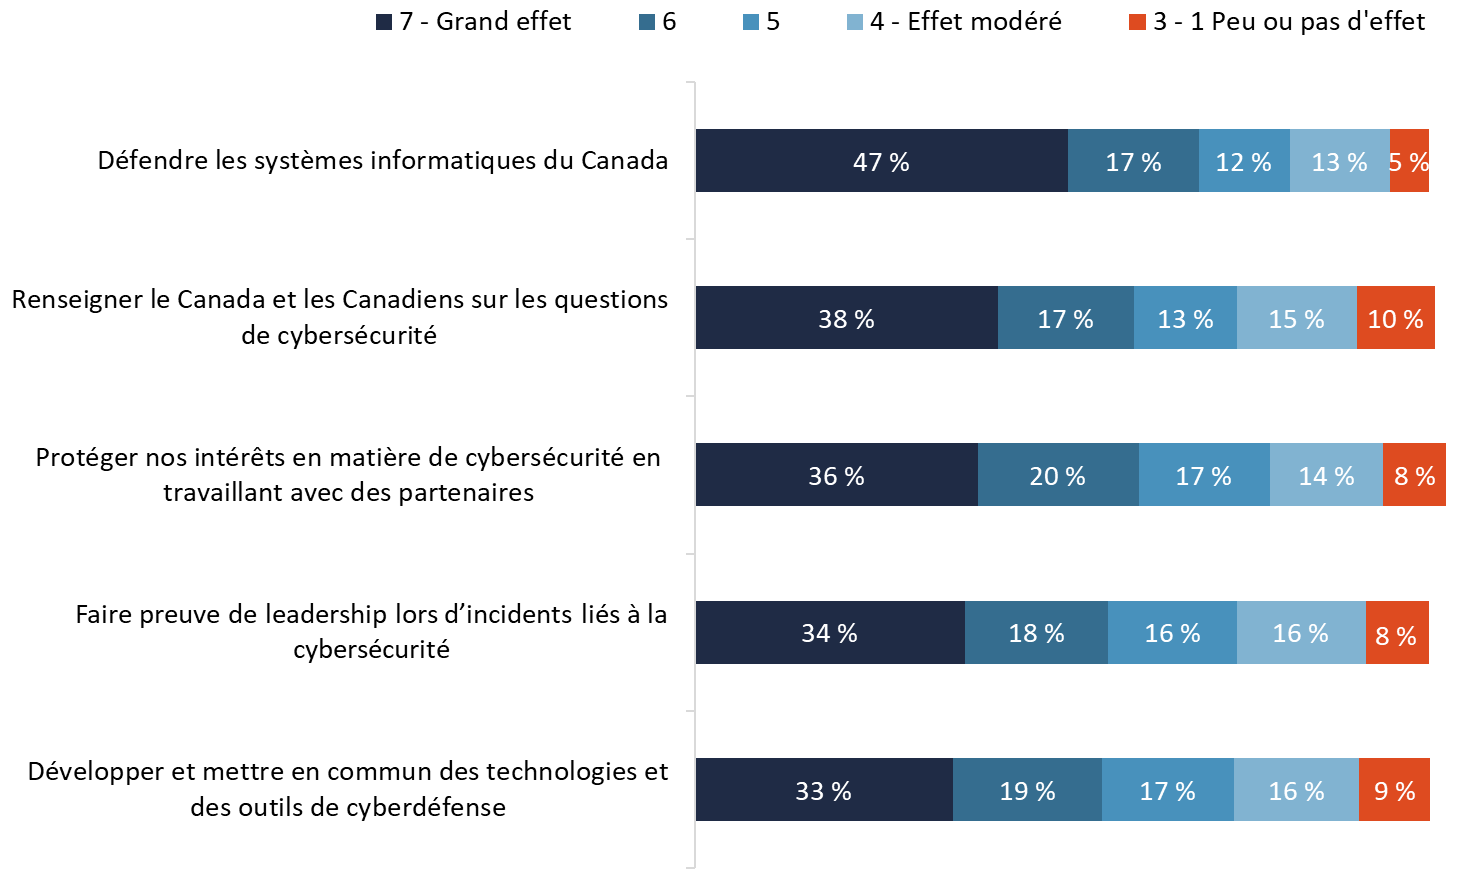 7 - Grand effet 6 5 4 - Effet modéré 3 - 1 Peu ou pas d'effet
Défendre les systèmes informatiques du Canada
47 % 17 % 12 % 13 % 5 %
Renseigner le Canada et les Canadiens sur les questions
de cybersécurité
38 % 17 % 13 % 15 % 10 %
Protéger nos intérêts en matière de cybersécurité en
travaillant avec des partenaires
36 % 20 % 17 % 14 % 8 %
Faire preuve de leadership lors d’incidents liés à la
cybersécurité
34 % 18 % 16 % 16 % 8 %
Développer et mettre en commun des technologies et
des outils de cyberdéfense
33 % 19 % 17 % 16 % 9 %